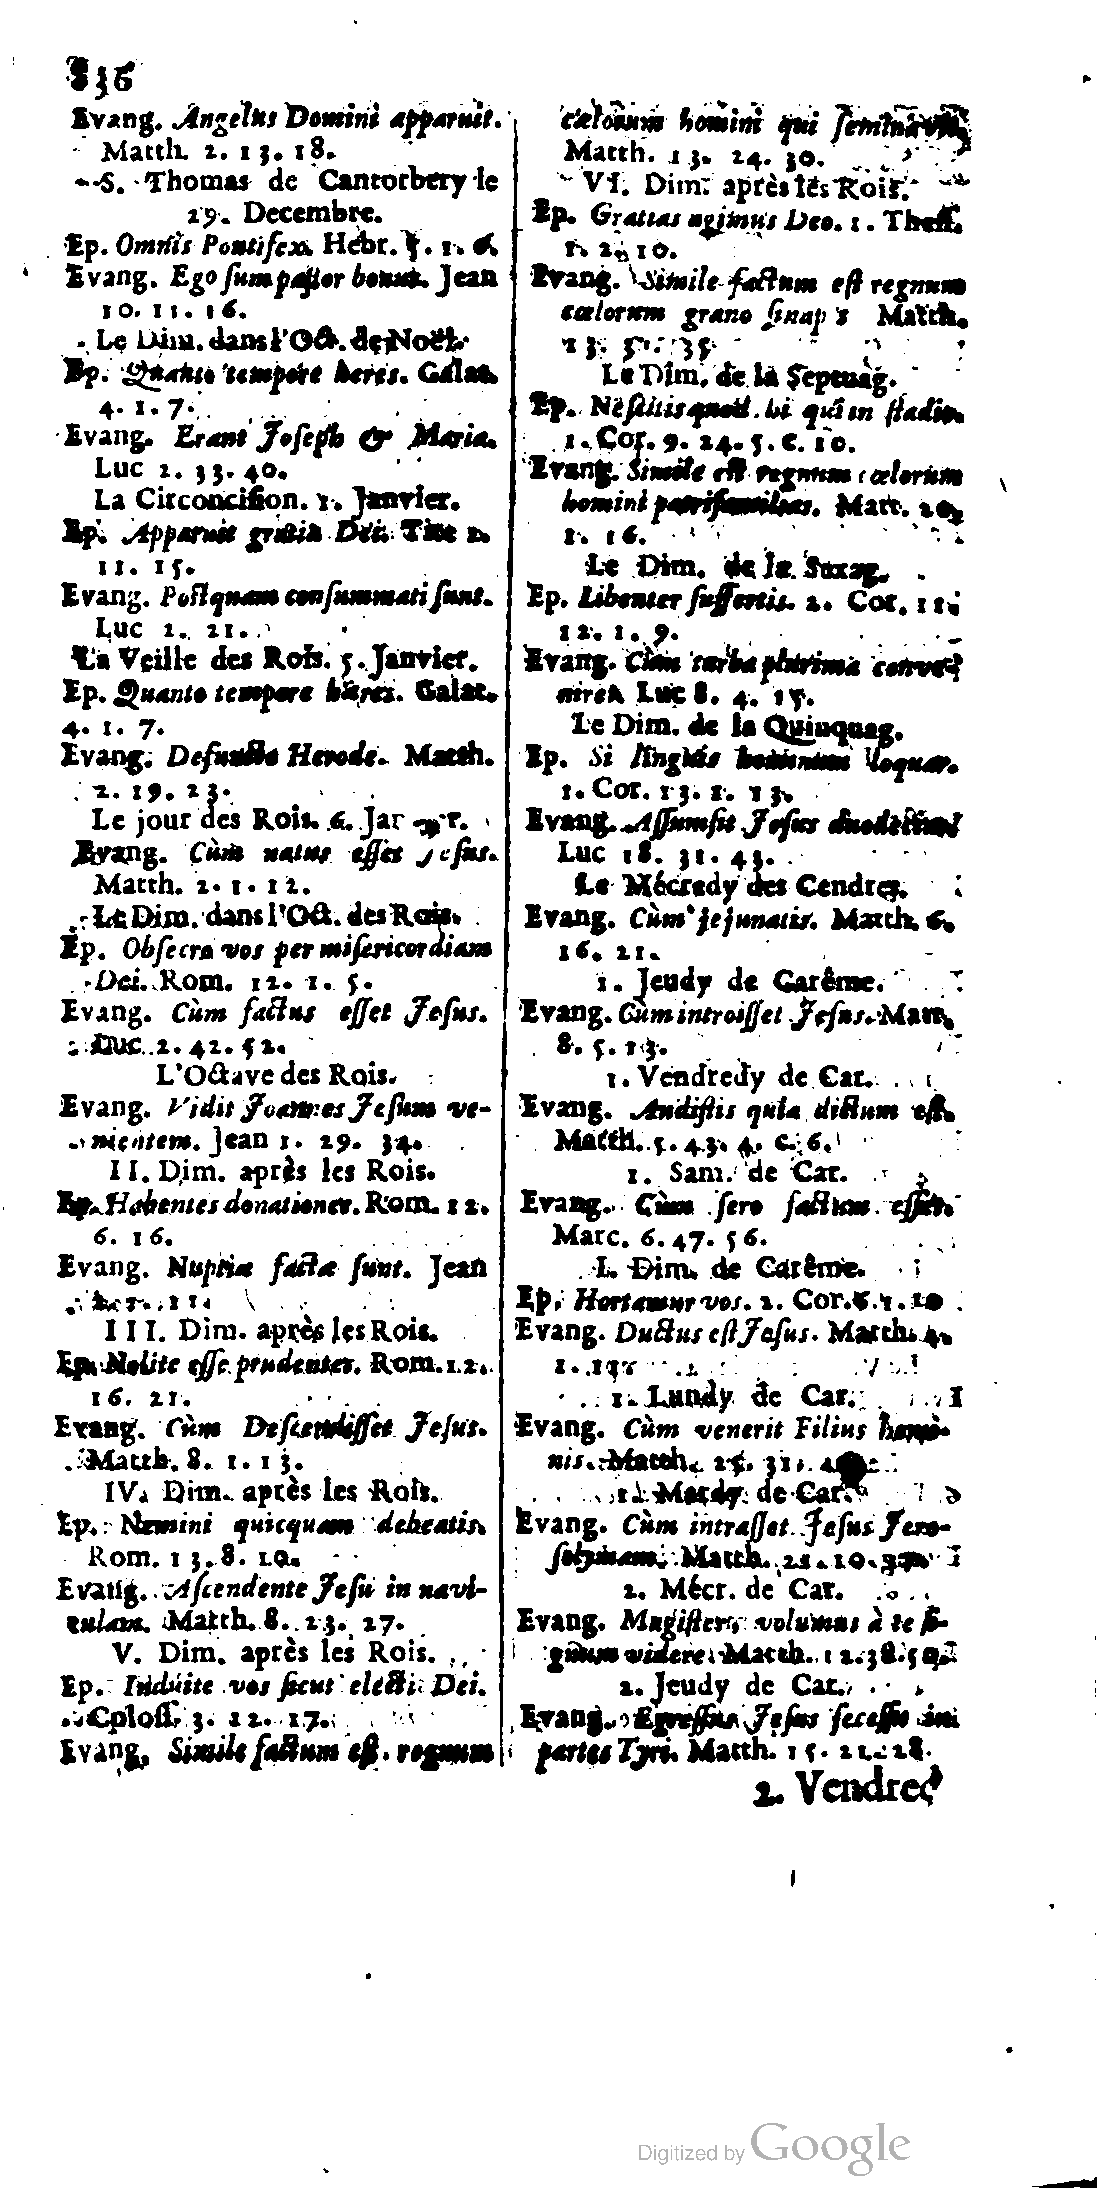 836
Evang. Angelus Domini apparuit.
Matth. 2. 13. 18.
S. Thomas de Cantorbery le
29. Decembre.
Ep. Omnis Pontifex. Hebr. 5. 1. 6.
Evang. Ego sum pastor bonus. Jean
10. 11. 16.
Le Dim. dans l'Oct. de Noël.
Ep. Quanto tempore heres. Galat.
4. 1. 7.
Evang. Erant Joseph & Maria.
Luc 2. 33. 40.
La Circoncision. 1. Janvier.
Ep. Apparuit gratia Dei. Tite 2.
11. 15.
Evang. Postquam consummati sunt.
Luc 2. 21.
La Veille des Rois. 5. Janvier.
Ep. Quanto tempore hæres. Galat.
4. 1. 7.
Evang. Defuncto Herode. Matth.
2. 19. 23.
Le jour des Rois. 6. Jar r.
Evang. Cùm natus esset Jesus.
Matth. 2. 1. 12.
Le Dim. dans l'Oct. des Rois.
Ep. Obsecro vos per misericordiam
Dei. Rom. 12. 1. 5.
Evang. Cùm factus esset Jesus.
Luc 2. 42. 52.
L'Octave des Rois.
Evang. Vidit Joannes Jesum ve-
nientem. Jean 1. 29. 34.
II. Dim. après les Rois.
Ep. Habentes donationes. Rom. 12.
6. 16.
Evang. Nuptiæ factæ sunt. Jean
2. 1. 11.
III. Dim. après les Rois.
Ep. Nolite esse prudentes. Rom. 12.
16. 21.
Evang. Cùm Descendisset Jesus.
Matth. 8. 1. 13.
IV. Dim. après les Rois.
Ep. Nemini quicquam debeatis.
Rom. 13. 8. 10.
Evang. Ascendente Jesu in navi-
culam. Matth. 8. 23. 27.
V. Dim. après les Rois.
Ep. Induite vos sicut electi Dei.
Coloss. 3. 12. 17.
Evang. Simile factum est regnum
cœlorum homini qui seminavit
Matth. 13. 24. 30.
VI. Dim. après les Rois.
Ep. Gratias agimus Deo. 1. Thess.
1. 2. 10.
Evang. Simile factum est regnum
cœlorum grano sinap s Matth.
13. 31. 35
Le Dim. de la Septuag.
Ep. Nescitis quod hi qui in stadio.
1. Cor. 9. 24. 5. c. 10.
Evang. Simile est regnum cœlorum
homini patrifamilias. Matt. 20.
1. 16.
Le Dim. de la Sexag.
Ep. Libenter suffertis. 2. Cor. 11.
12. 1. 9.
Evang. Cùm turba plurima conve-
niret Luc 8. 4. 15.
Le Dim. de la Quinquag.
Ep. Si linguis hominum loquar.
1. Cor. 13. 1. 13.
Evang. Assumsit Jesus duodecim
Luc 18. 31. 43.
Le Mécredy des Cendres.
Evang. Cùm jejunatis. Matth. 6.
16. 21.
1. Jeudy de Carême.
Evang. Cùm introisset Jesus. Matt.
8. 5. 13.
1. Vendredy de Car.
Evang. Audistis quia dictum est.
Matth. 5. 43. 4. c. 6.
1. Sam. de Car.
Evang. Cùm sero factum esset.
Marc. 6. 47. 56.
I. Dim. de Carême.
Ep. Hortamur vos. 2. Cor. 6. 1. 10
Evang. Ductus est Jesus. Matth. 4.
1. 11.
1. Lundy de Car.
Evang. Cùm venerit Filius homi-
nis. Matth. 25. 31.
1. Mardy de Car.
Evang. Cùm intrasset Jesus Jero-
solymam. Matth. 21. 10.
2. Mécr. de Car.
Evang. Magister, volumus à te si-
gnum videre. Matth. 12. 38. 50.
2. Jeudy de Car.
Evang. Egressus Jesus secessit in
partes Tyri. Matth. 15. 21. 28.
2. Vendred
Digitized by Google